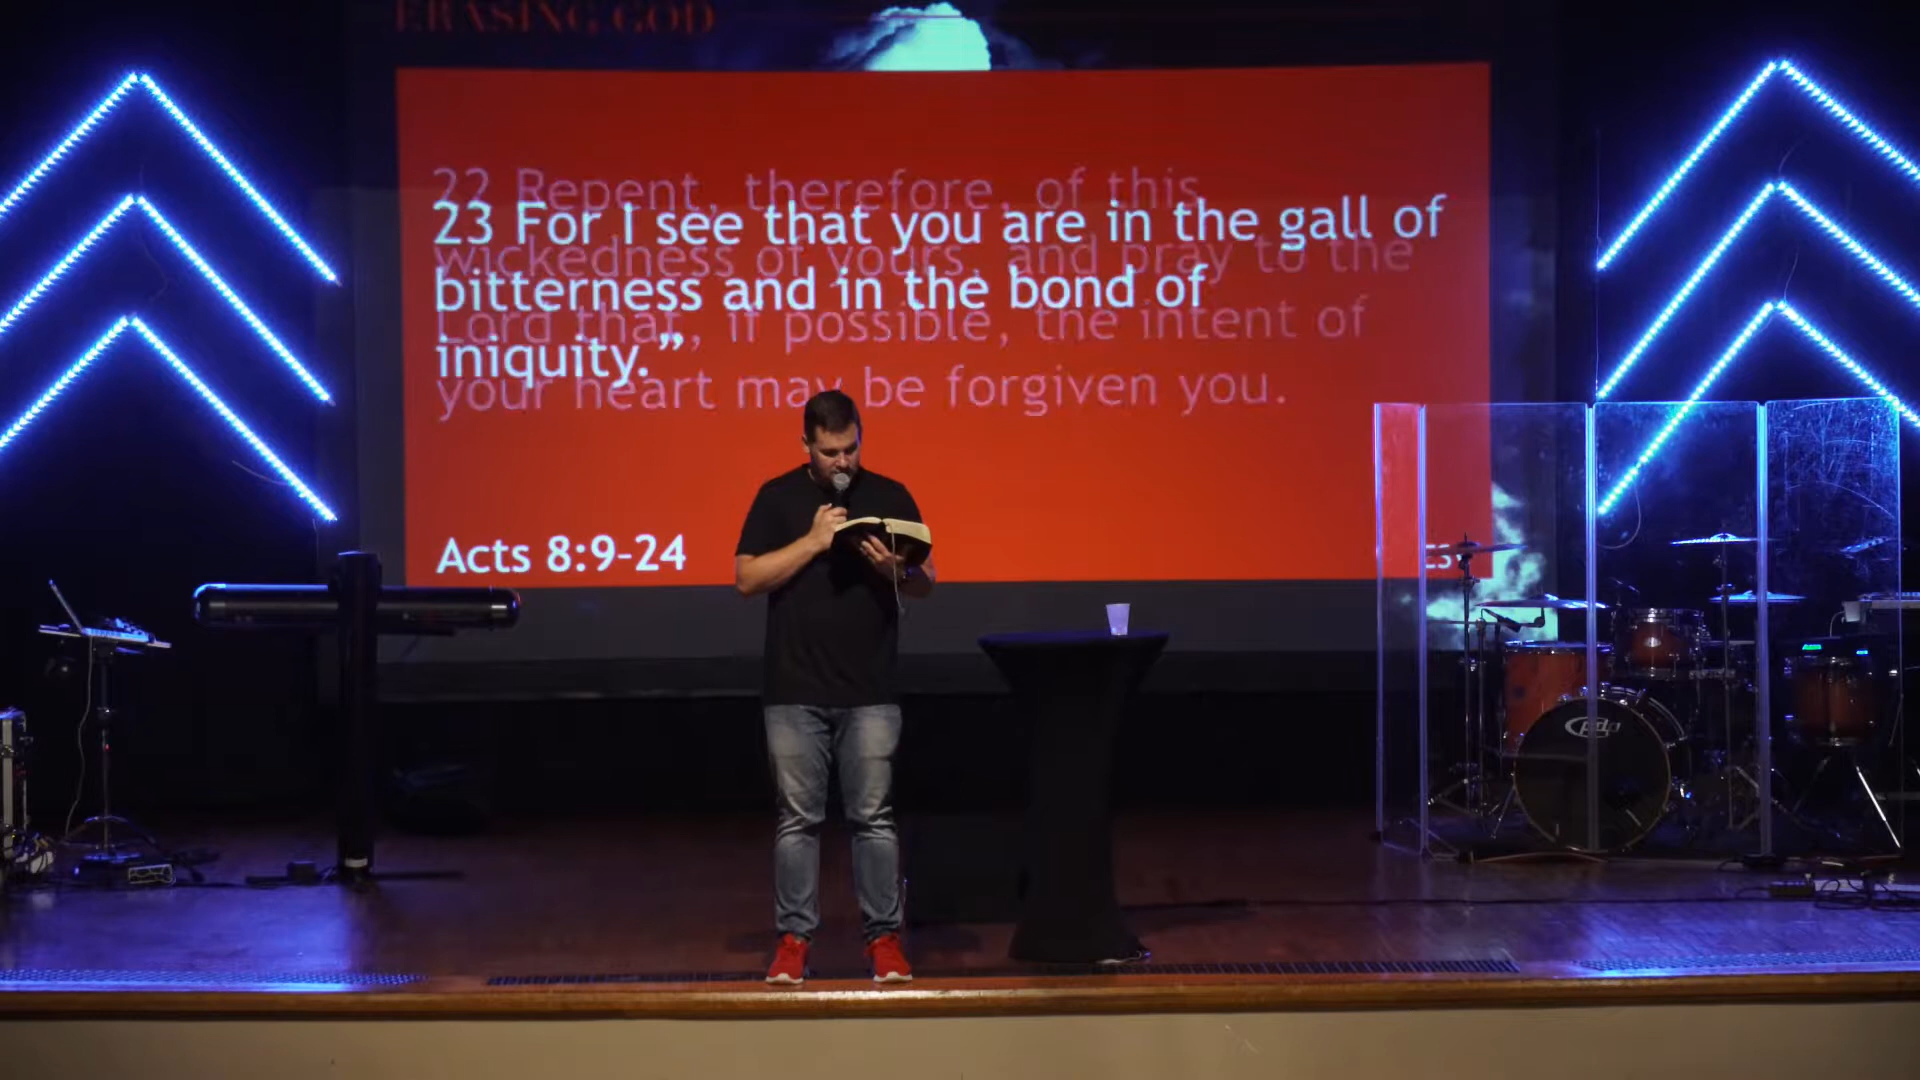 ERASING GOD
22 Repent, therefore, of this
wickedness of yours, and pray to the
Lord that, if possible, the intent of
your heart may be forgiven you.
23 For I see that you are in the gall of
bitterness and in the bond of
iniquity.”
Acts 8:9-24
pdp